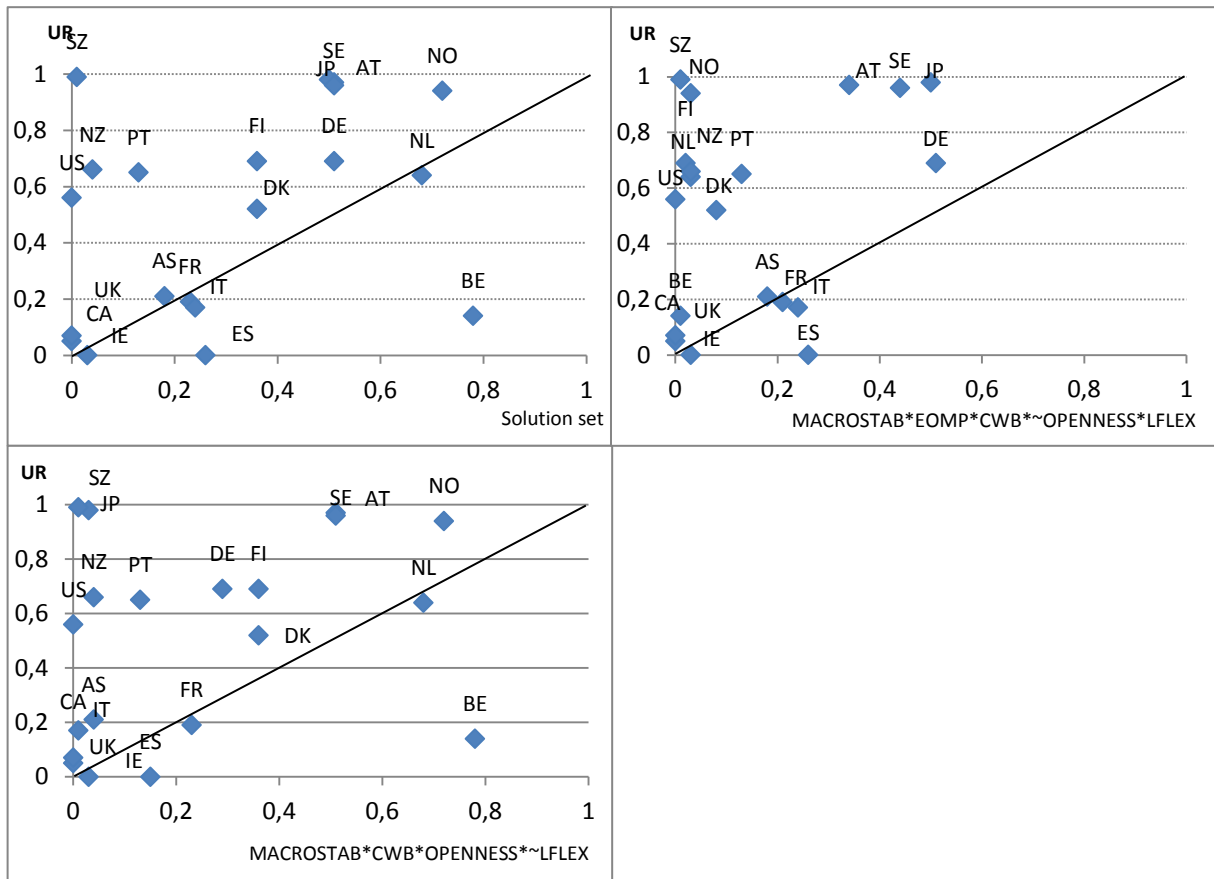 UR
SZ
SE
JP
AT
NO
1
0,8
FI
DE
NZ
PT
NL
US
0,6
DK
0,4
AS
FR
UK
IT
BE
0,2
CA
IE
ES
0
0 0,2 0,4 0,6 0,8 1
Solution set
UR
SZ
NO
AT
SE
JP
1
FI
0,8
NL
NZ
PT
DE
US
DK
0,6
0,4
BE
AS
FR
IT
0,2
CA
UK
IE
ES
0
0 0,2 0,4 0,6 0,8 1
MACROSTAB*EOMP*CWB*~OPENNESS*LFLEX
UR
SZ
JP
SE
AT
NO
1
0,8
NZ
PT
DE
FI
NL
US
0,6
DK
0,4
AS
CA
IT
FR
BE
0,2
UK
ES
IE
0
0 0,2 0,4 0,6 0,8 1
MACROSTAB*CWB*OPENNESS*~LFLEX